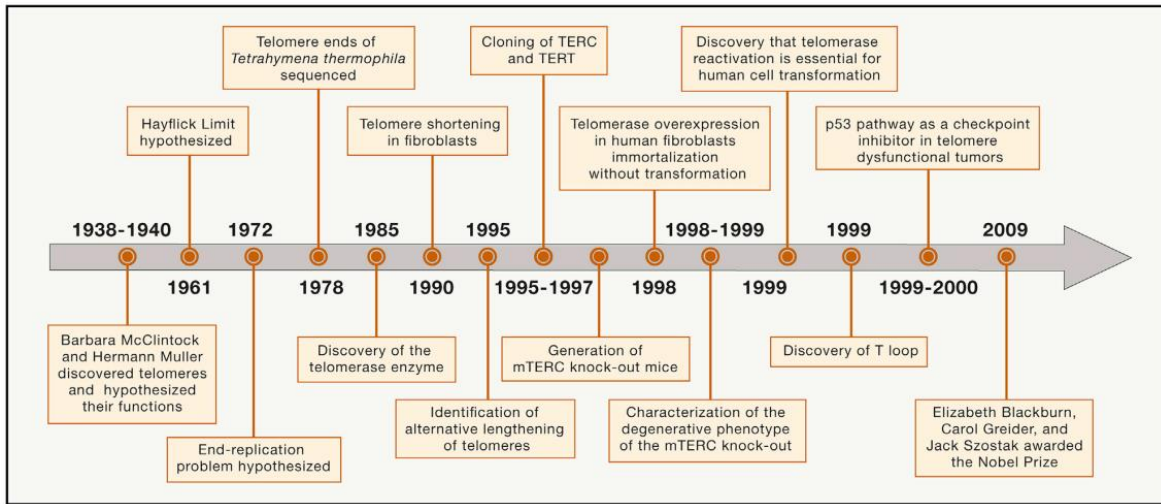 Telomere ends of
Tetrahymena thermophila
sequenced
Cloning of TERC
and TERT
Discovery that telomerase
reactivation is essential for
human cell transformation
Hayflick Limit
hypothesized
Telomere shortening
in fibroblasts
Telomerase overexpression
in human fibroblasts
immortalization
without transformation
p53 pathway as a checkpoint
inhibitor in telomere
dysfunctional tumors
1938-1940
1972
1985
1995
1998-1999
1999
2009
1961
1978
1990
1995-1997
1998
1999
1999-2000
Barbara McClintock
and Hermann Muller
discovered telomeres
and hypothesized
their functions
Discovery of the
telomerase enzyme
Generation of
mTERC knock-out mice
Discovery of T loop
End-replication
problem hypothesized
Identification of
alternative lengthening
of telomeres
Characterization of the
degenerative phenotype
of the mTERC knock-out
Elizabeth Blackburn,
Carol Greider, and
Jack Szostak awarded
the Nobel Prize